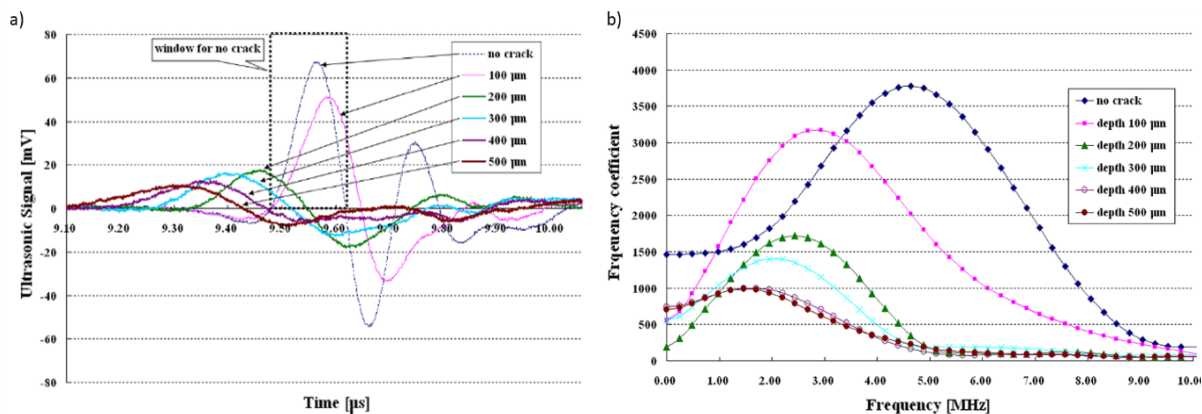 a)
80
60
40
20
0
-20
-40
-60
-80
Ultrasonic Signal [mV]
window for no crack
no crack
100 µm
200 µm
300 µm
400 µm
500 µm
9.10 9.20 9.30 9.40 9.50 9.60 9.70 9.80 9.90 10.00
Time [µs]
b)
4500
4000
3500
3000
2500
2000
1500
1000
500
0
Frquency coefficient
no crack
depth 100 µm
depth 200 µm
depth 300 µm
depth 400 µm
depth 500 µm
0.00 1.00 2.00 3.00 4.00 5.00 6.00 7.00 8.00 9.00 10.00
Frequency [MHz]